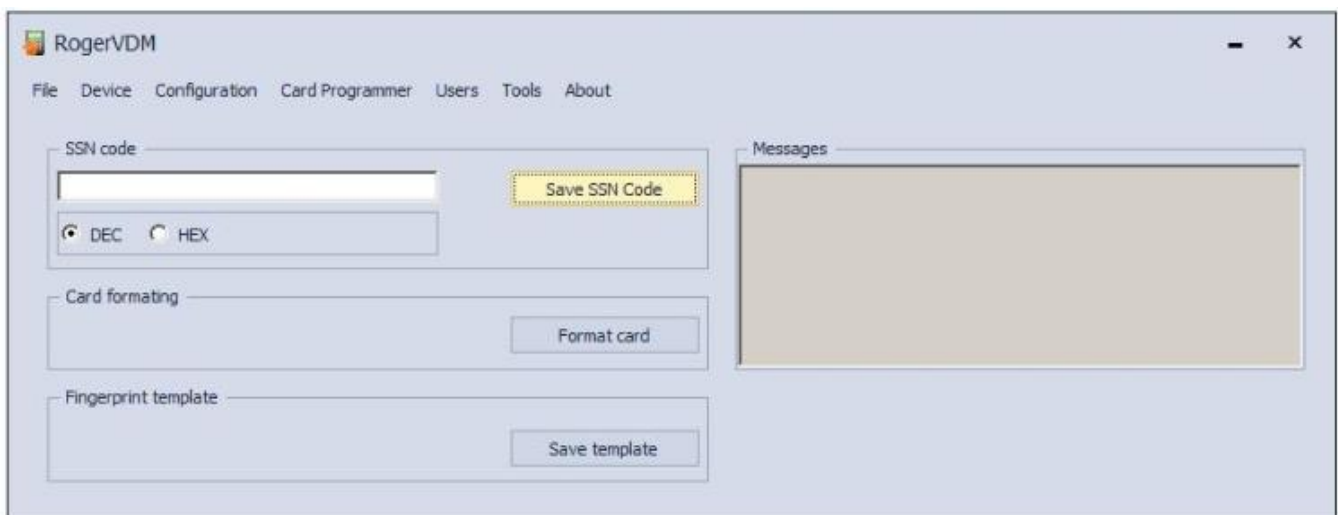 RogerVDM
File Device Configuration Card Programmer Users Tools About
SSN code
Save SSN Code
DEC HEX
Card formating
Format card
Fingerprint template
Save template
Messages